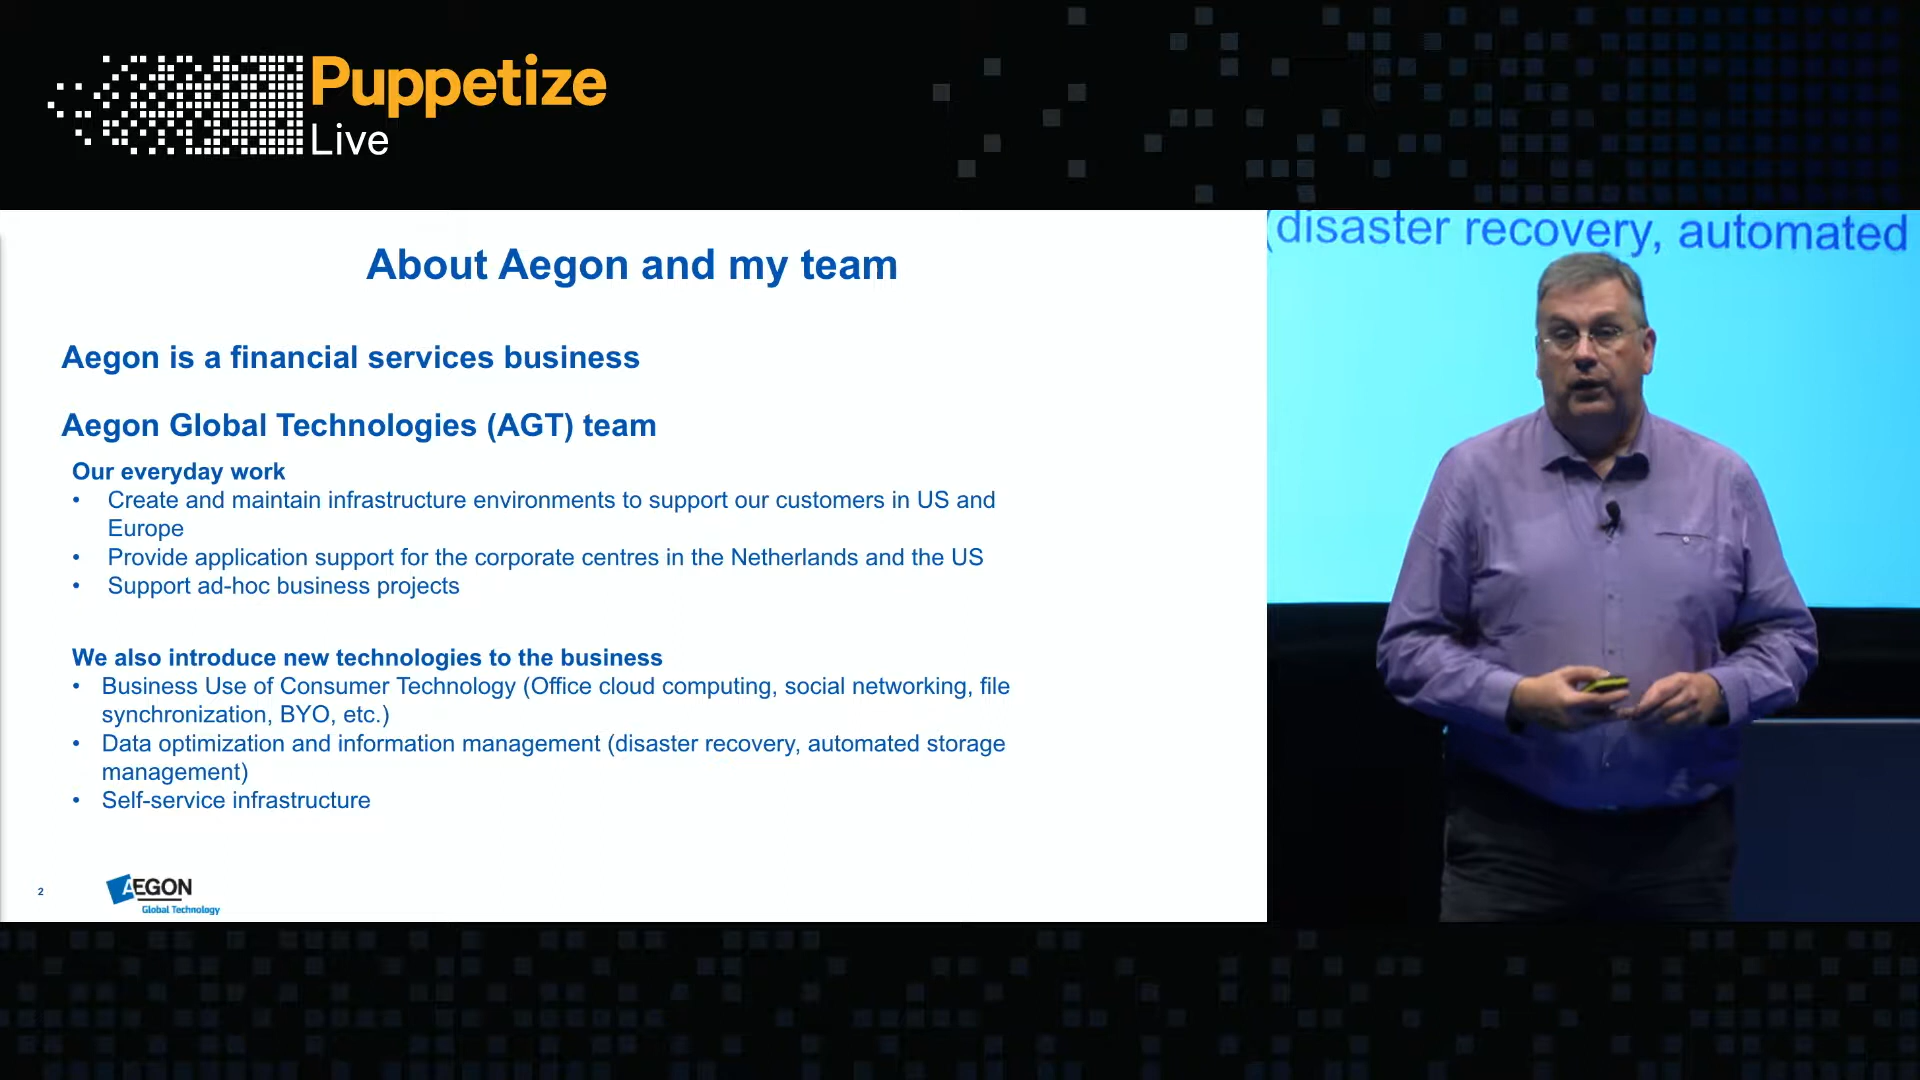 Puppetize
Live
(disaster recovery, automated
About Aegon and my team
Aegon is a financial services business
Aegon Global Technologies (AGT) team
Our everyday work
• Create and maintain infrastructure environments to support our customers in US and
Europe
• Provide application support for the corporate centres in the Netherlands and the US
• Support ad-hoc business projects
We also introduce new technologies to the business
• Business Use of Consumer Technology (Office cloud computing, social networking, file
synchronization, BYO, etc.)
• Data optimization and information management (disaster recovery, automated storage
management)
• Self-service infrastructure
2
AEGON
Global Technology